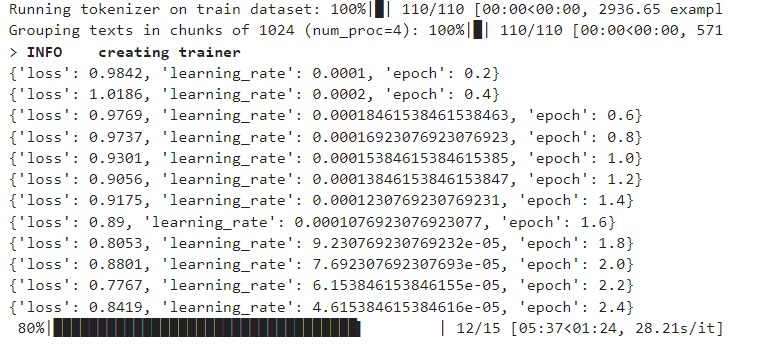 Running tokenizer on train dataset: 100%|█| 110/110 [00:00<00:00, 2936.65 exampl
Grouping texts in chunks of 1024 (num_proc=4): 100%|█| 110/110 [00:00<00:00, 571
> INFO    creating trainer
{'loss': 0.9842, 'learning_rate': 0.0001, 'epoch': 0.2}
{'loss': 1.0186, 'learning_rate': 0.0002, 'epoch': 0.4}
{'loss': 0.9769, 'learning_rate': 0.00018461538461538463, 'epoch': 0.6}
{'loss': 0.9737, 'learning_rate': 0.00016923076923076923, 'epoch': 0.8}
{'loss': 0.9301, 'learning_rate': 0.00015384615384615385, 'epoch': 1.0}
{'loss': 0.9056, 'learning_rate': 0.00013846153846153847, 'epoch': 1.2}
{'loss': 0.9175, 'learning_rate': 0.0001230769230769231, 'epoch': 1.4}
{'loss': 0.89, 'learning_rate': 0.0001076923076923077, 'epoch': 1.6}
{'loss': 0.8053, 'learning_rate': 9.230769230769232e-05, 'epoch': 1.8}
{'loss': 0.8801, 'learning_rate': 7.692307692307693e-05, 'epoch': 2.0}
{'loss': 0.7767, 'learning_rate': 6.153846153846155e-05, 'epoch': 2.2}
{'loss': 0.8419, 'learning_rate': 4.615384615384616e-05, 'epoch': 2.4}
80%|██████████████████████████████▌        | 12/15 [05:37<01:24, 28.21s/it]